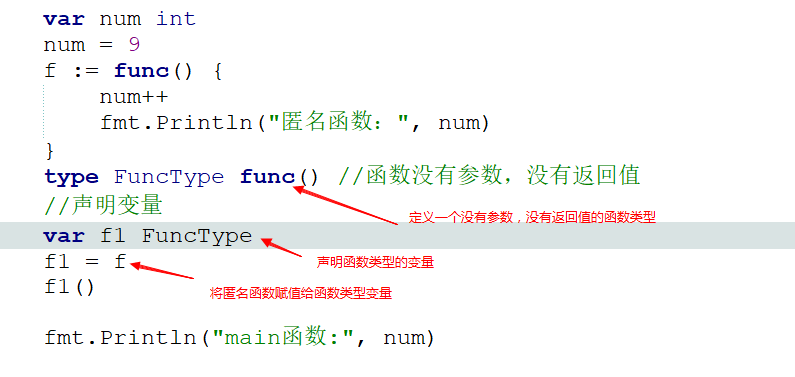 var num int
num = 9
f := func() {
num++
fmt.Println("匿名函数：", num)
}
type FuncType func() //函数没有参数，没有返回值
//声明变量
定义一个没有参数，没有返回值的函数类型
var f1 FuncType
声明函数类型的变量
f1 = f
f1()
将匿名函数赋值给函数类型变量
fmt.Println("main函数:", num)